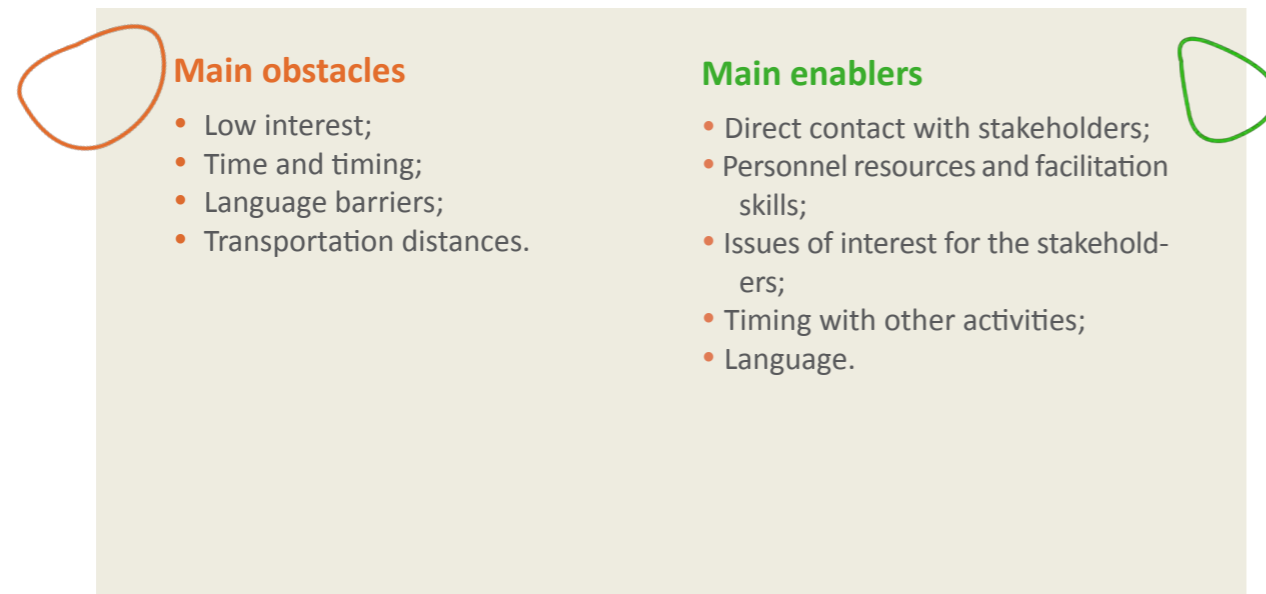 Main obstacles
• Low interest;
• Time and timing;
• Language barriers;
• Transportation distances.
Main enablers
• Direct contact with stakeholders;
• Personnel resources and facilitation
skills;
• Issues of interest for the stakehold-
ers;
• Timing with other activities;
• Language.